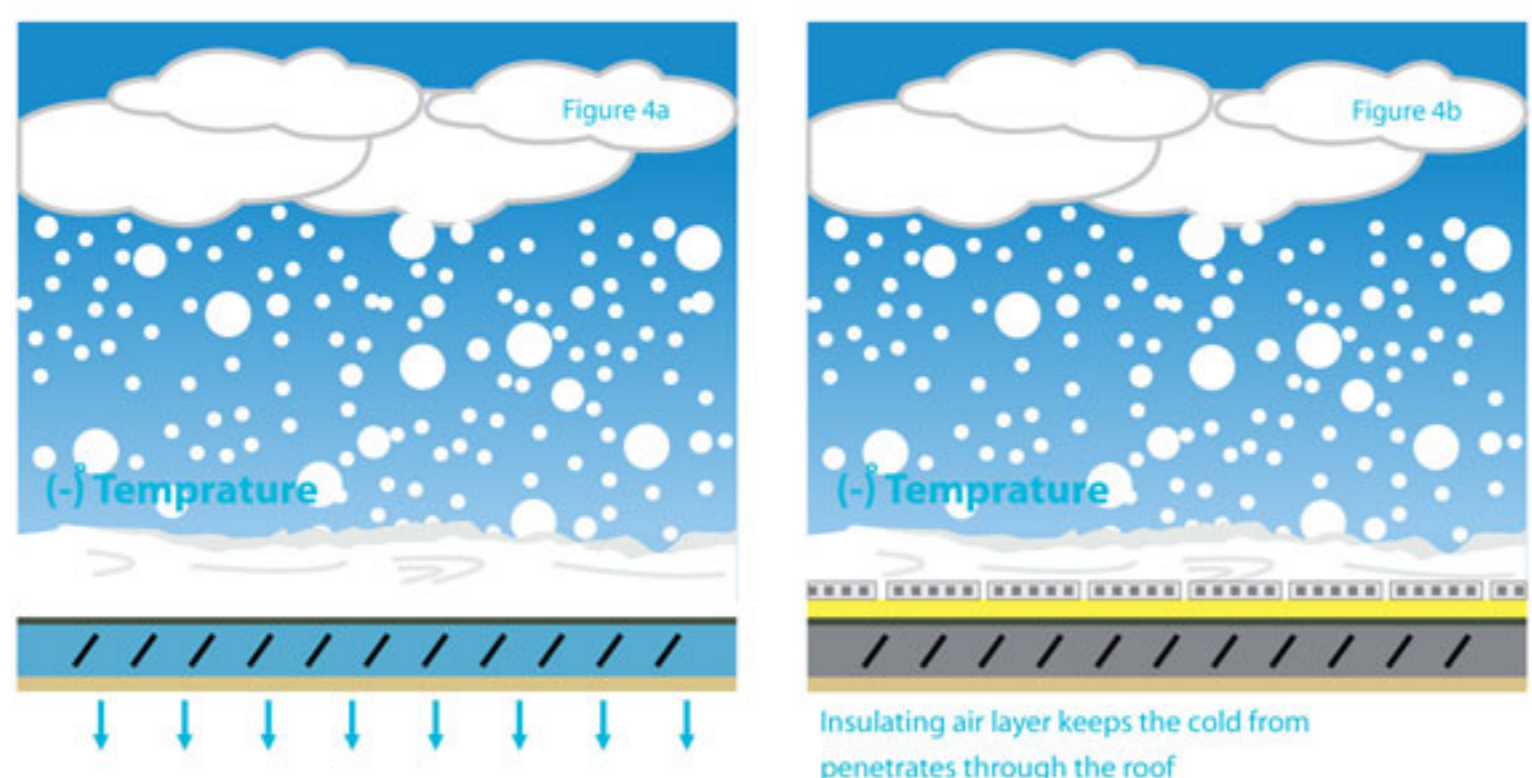 Figure 4a
Figure 4b
(-)° Temprature
(-)° Temprature
Insulating air layer keeps the cold from
penetrates through the roof